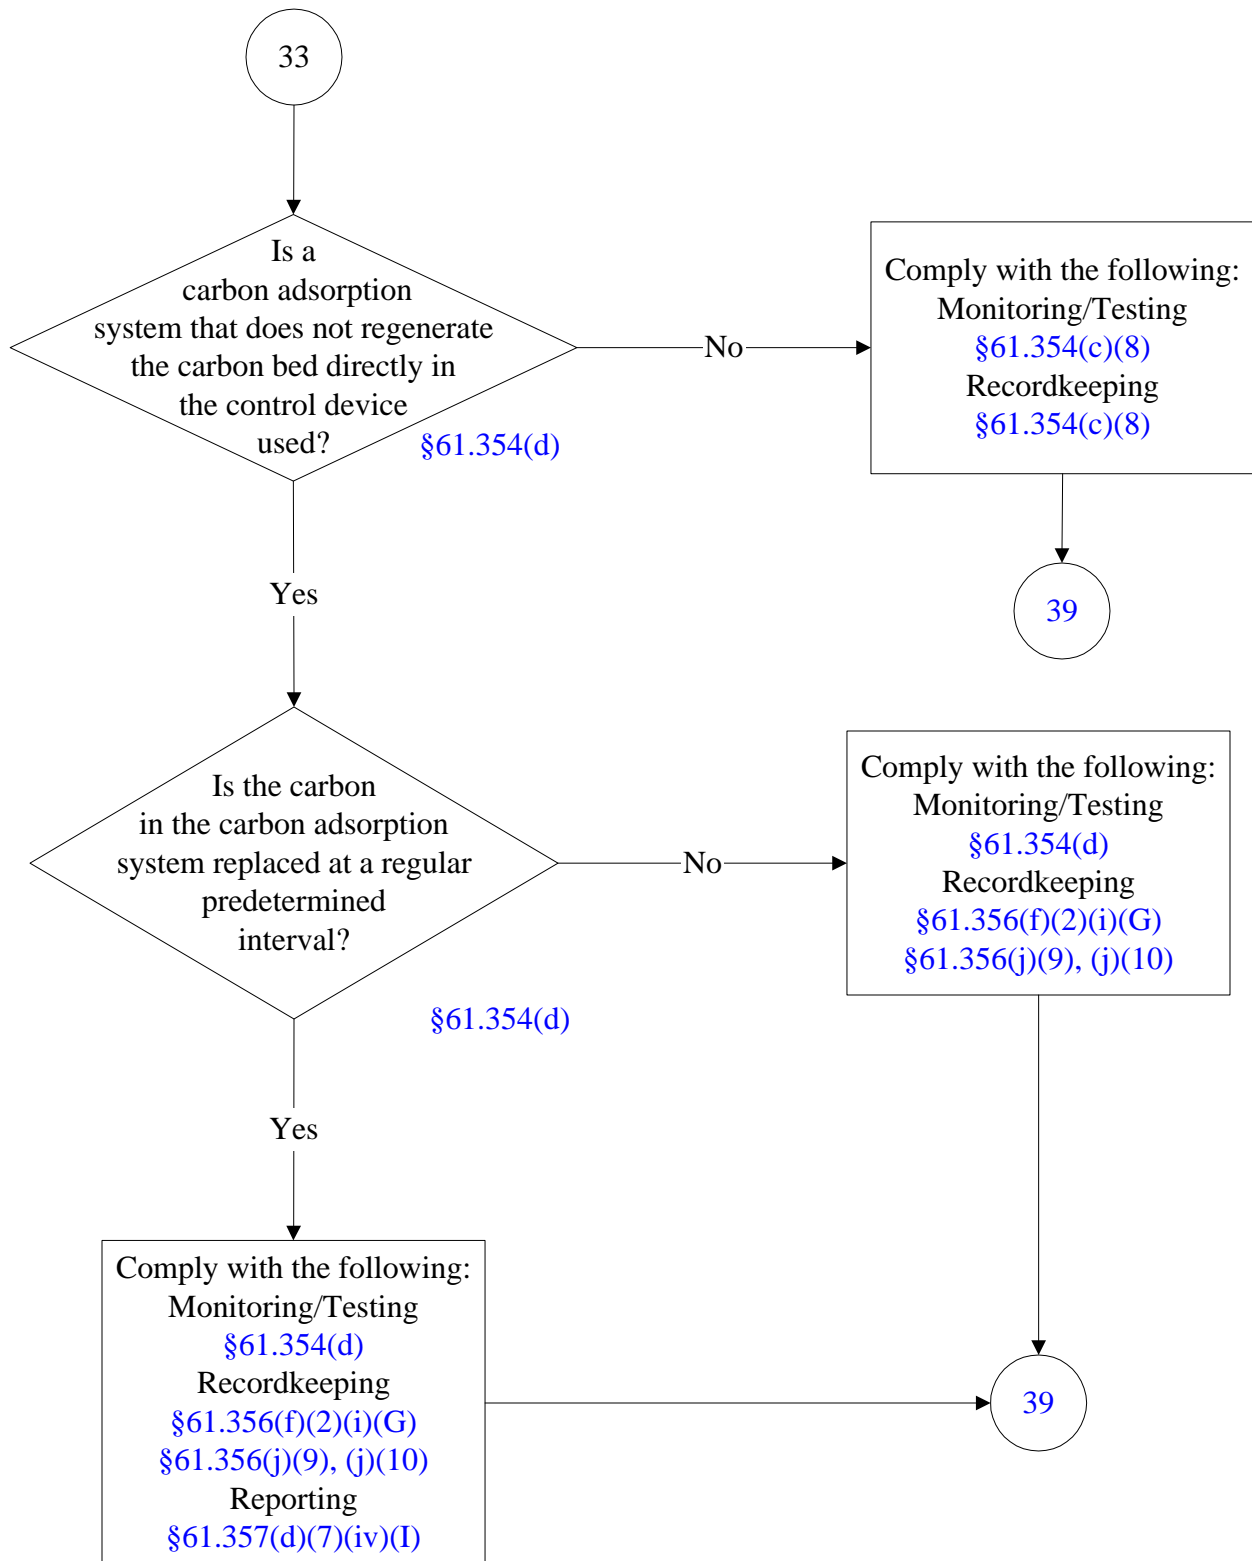 33
Is a
carbon adsorption
system that does not regenerate
the carbon bed directly in
the control device
used?
§61.354(d)
No
Comply with the following:
Monitoring/Testing
§61.354(c)(8)
Recordkeeping
§61.354(c)(8)
39
Yes
Is the carbon
in the carbon adsorption
system replaced at a regular
predetermined
interval?
§61.354(d)
No
Comply with the following:
Monitoring/Testing
§61.354(d)
Recordkeeping
§61.356(f)(2)(i)(G)
§61.356(j)(9), (j)(10)
Yes
Comply with the following:
Monitoring/Testing
§61.354(d)
Recordkeeping
§61.356(f)(2)(i)(G)
§61.356(j)(9), (j)(10)
Reporting
§61.357(d)(7)(iv)(I)
39